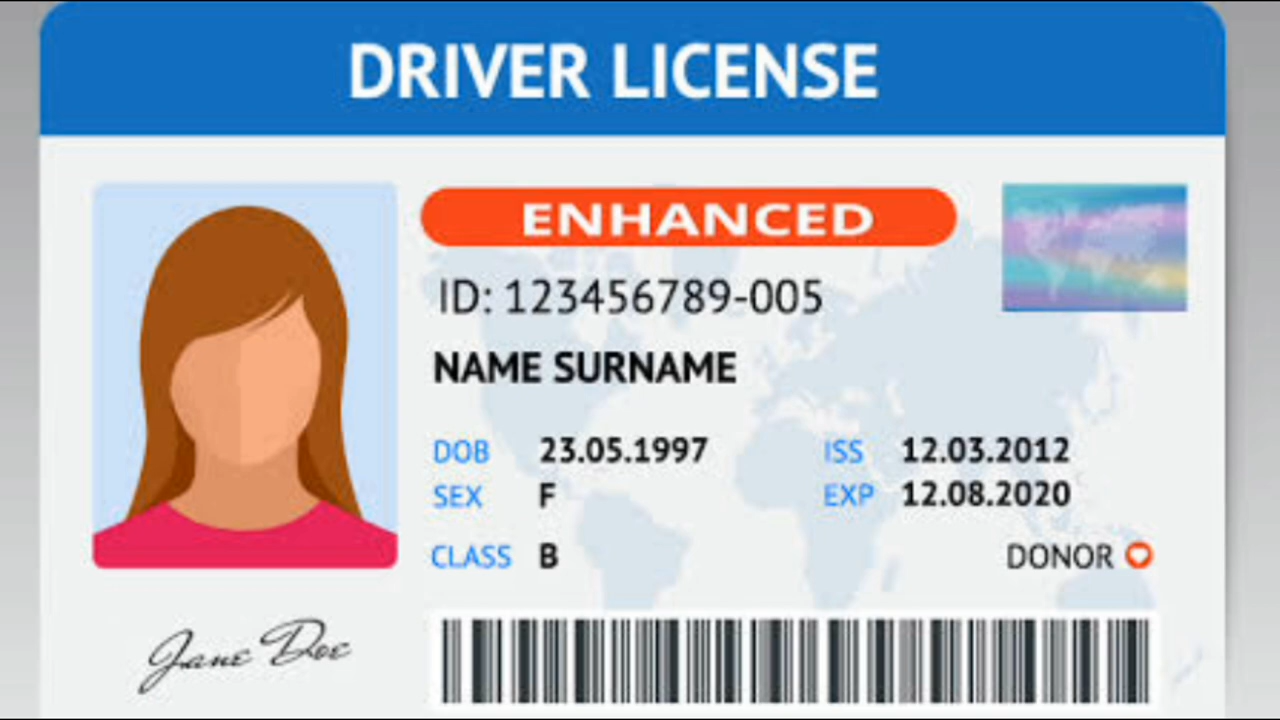 DRIVER LICENSE
ENHANCED
ID: 123456789-005
NAME SURNAME
DOB 23.05.1997 ISS 12.03.2012
SEX F EXP 12.08.2020
CLASS B DONOR
Jane Doe